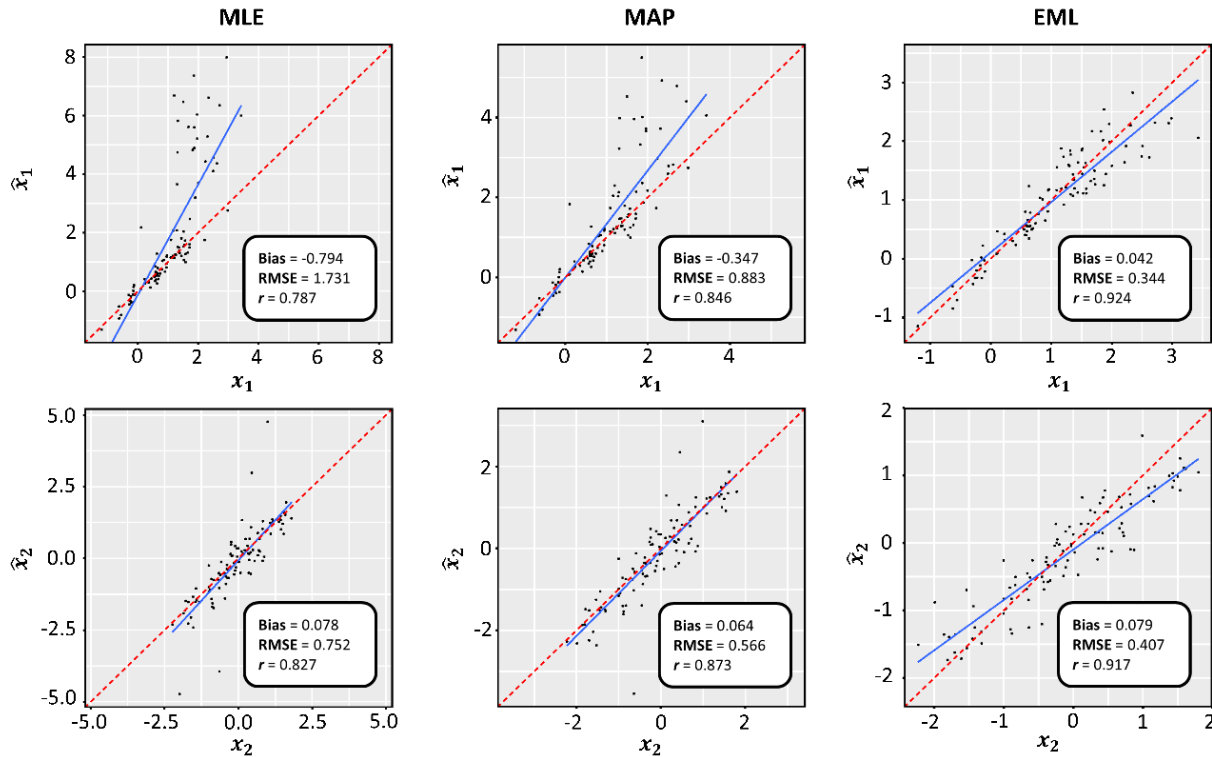 MLE
MAP
EML
8
6
4
2
0
x̂₁
Bias = -0.794
RMSE = 1.731
r = 0.787
0 2 4 6 8
x₁
4
2
0
x̂₁
Bias = -0.347
RMSE = 0.883
r = 0.846
0 2 4
x₁
3
2
1
0
-1
x̂₁
Bias = 0.042
RMSE = 0.344
r = 0.924
-1 0 1 2 3
x₁
5.0
2.5
0.0
-2.5
-5.0
x̂₂
Bias = 0.078
RMSE = 0.752
r = 0.827
-5.0 -2.5 0.0 2.5 5.0
x₂
2
0
-2
x̂₂
Bias = 0.064
RMSE = 0.566
r = 0.873
-2 0 2
x₂
2
1
0
-1
-2
x̂₂
Bias = 0.079
RMSE = 0.407
r = 0.917
-2 -1 0 1 2
x₂